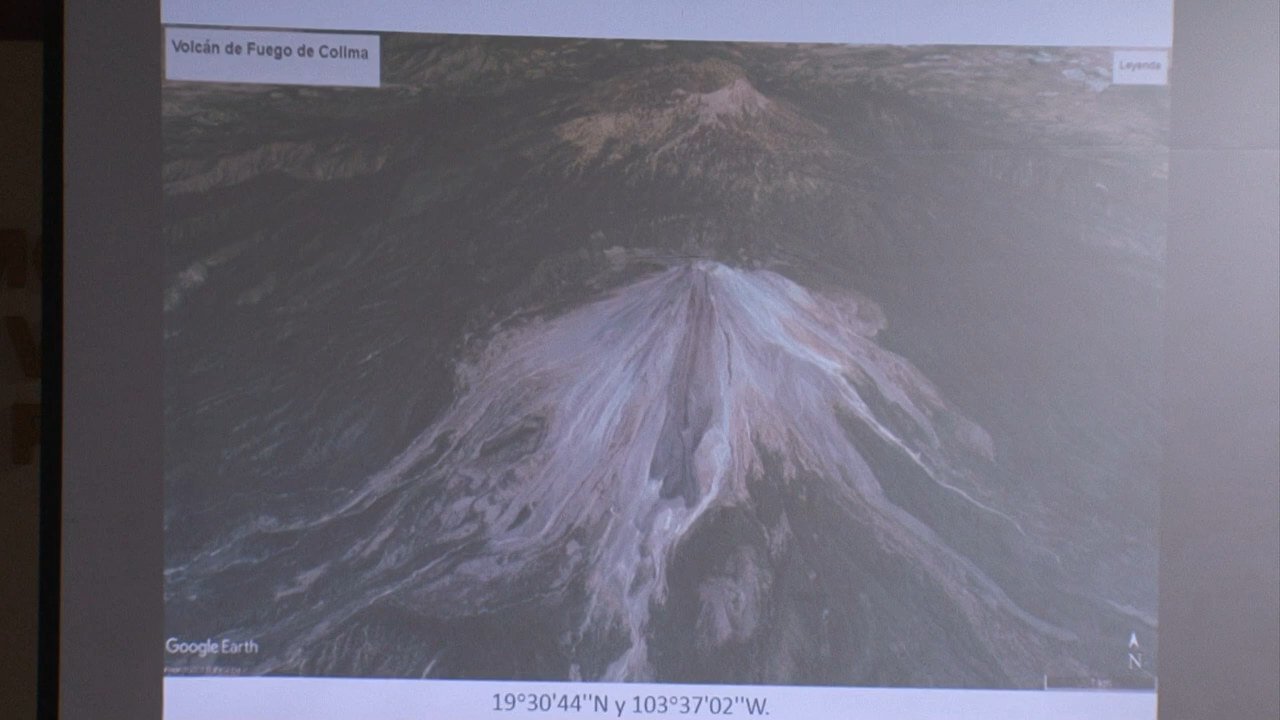 Volcán de Fuego de Colima
Leyenda
Google Earth
N
19°30'44''N y 103°37'02''W.